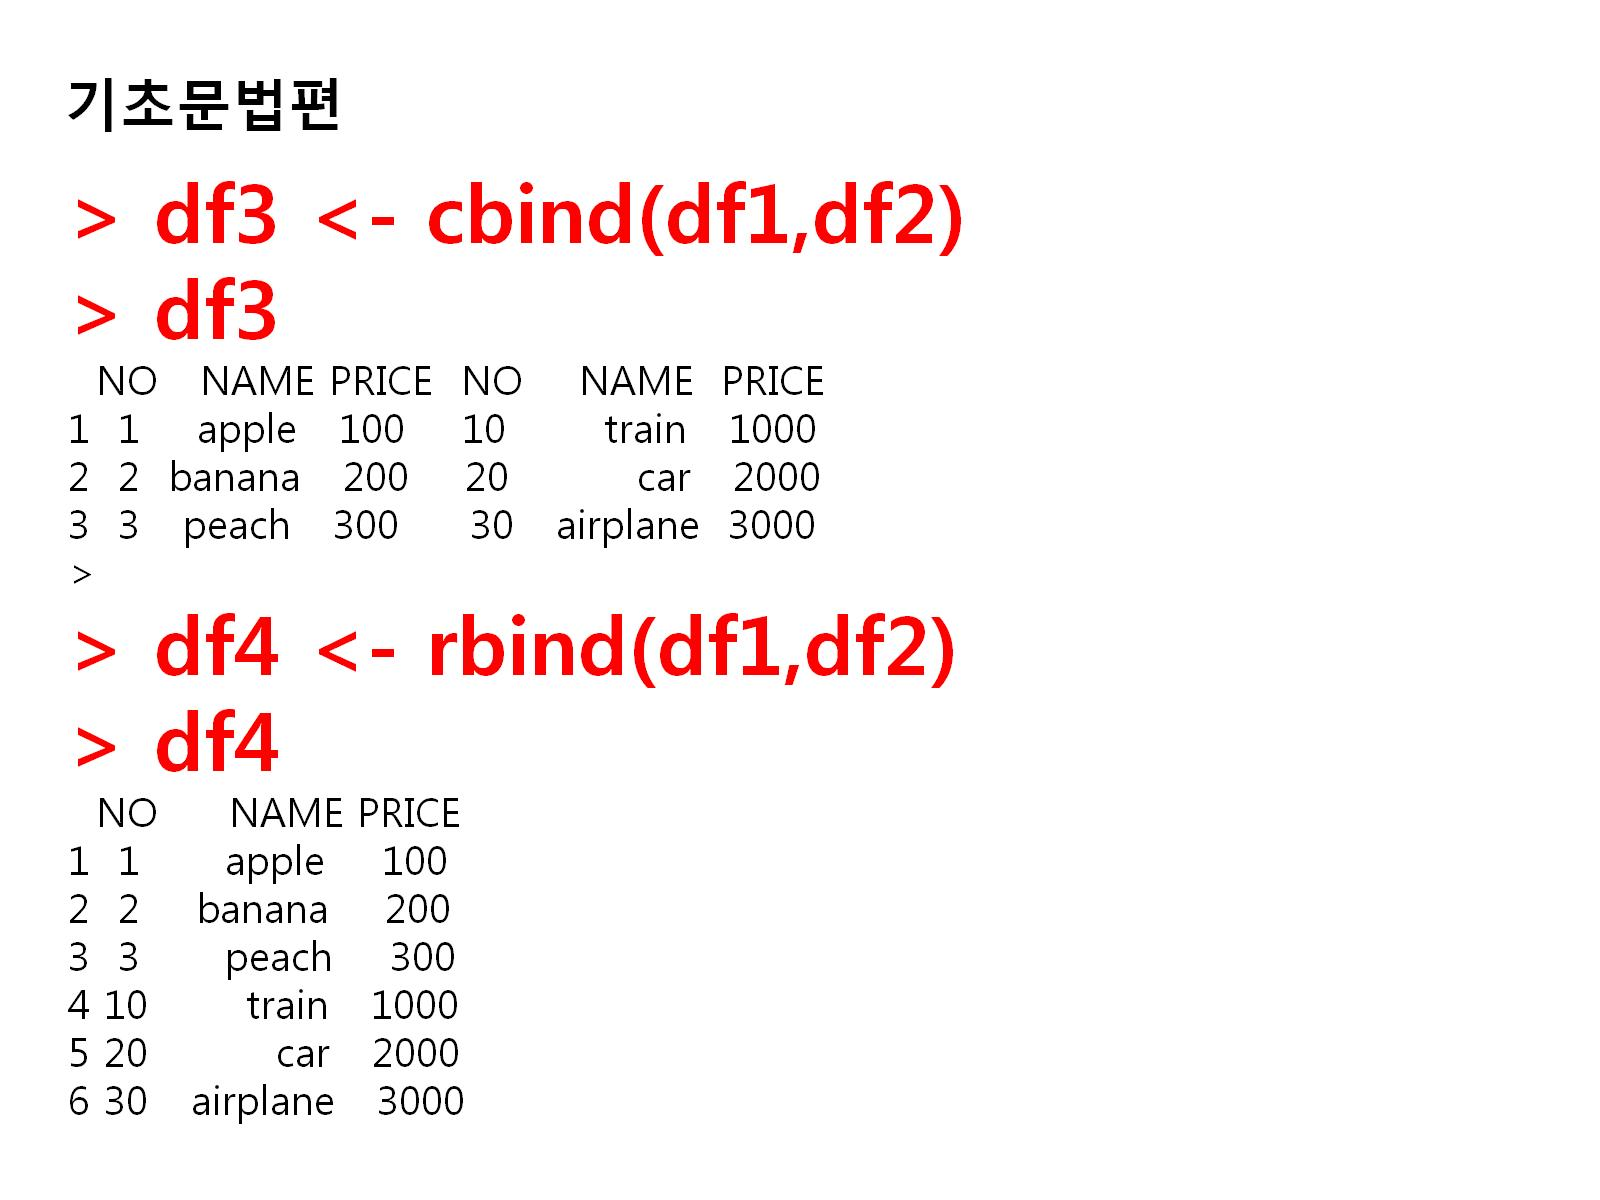 기초문법편
> df3 <- cbind(df1,df2)
> df3
NO NAME PRICE NO NAME PRICE
1 1 apple 100 10 train 1000
2 2 banana 200 20 car 2000
3 3 peach 300 30 airplane 3000
>
> df4 <- rbind(df1,df2)
> df4
NO NAME PRICE
1 1 apple 100
2 2 banana 200
3 3 peach 300
4 10 train 1000
5 20 car 2000
6 30 airplane 3000